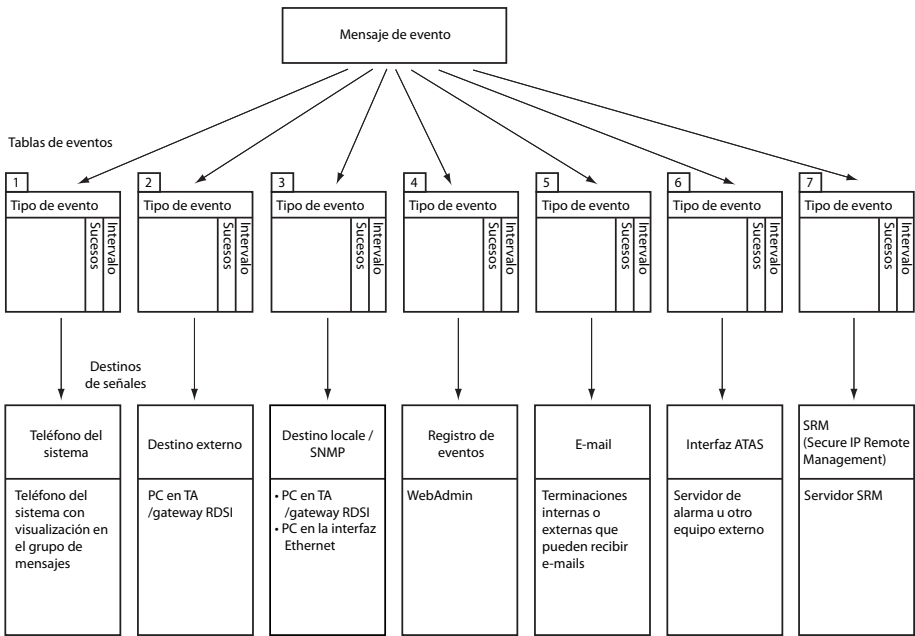 Mensaje de evento
Tablas de eventos
1
Tipo de evento
Sucesos
Intervalo
2
Tipo de evento
Sucesos
Intervalo
3
Tipo de evento
Sucesos
Intervalo
4
Tipo de evento
Sucesos
Intervalo
5
Tipo de evento
Sucesos
Intervalo
6
Tipo de evento
Sucesos
Intervalo
7
Tipo de evento
Sucesos
Intervalo
Destinos
de señales
Teléfono del
sistema
Teléfono del
sistema con
visualización en
el grupo de
mensajes
Destino externo
PC en TA
/gateway RDSI
Destino locale /
SNMP
• PC en TA
/gateway RDSI
• PC en la interfaz
Ethernet
Registro de
eventos
WebAdmin
E-mail
Terminaciones
internas o
externas que
pueden recibir
e-mails
Interfaz ATAS
Servidor de
alarma u otro
equipo externo
SRM
(Secure IP Remote
Management)
Servidor SRM